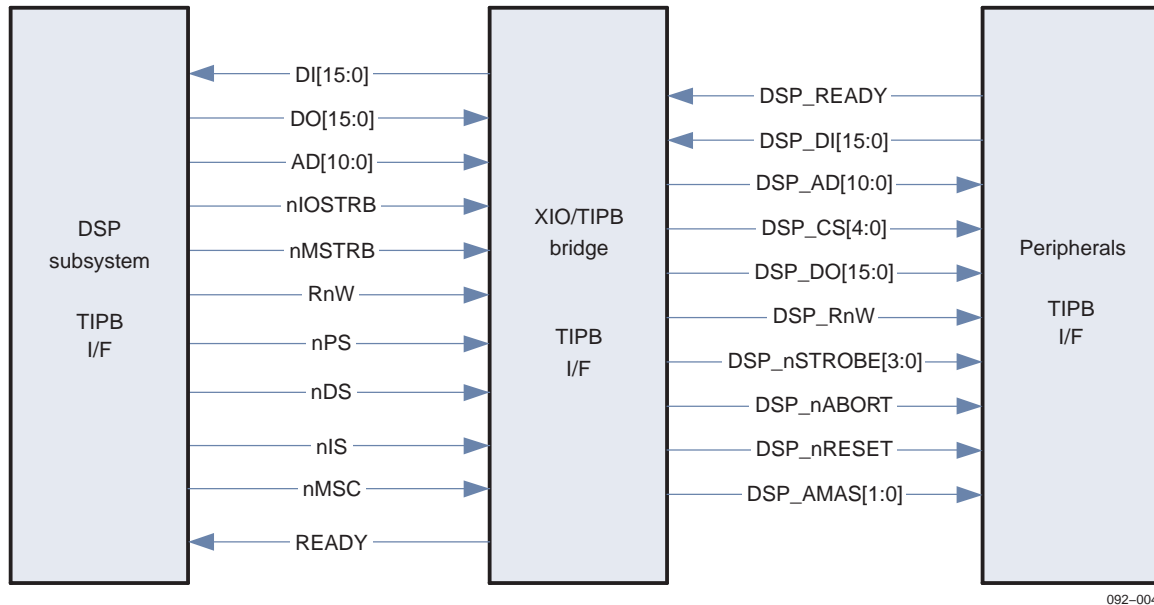 DSP
subsystem
TIPB
I/F
DI[15:0]
DO[15:0]
AD[10:0]
nIOSTRB
nMSTRB
RnW
nPS
nDS
nIS
nMSC
READY
XIO/TIPB
bridge
TIPB
I/F
DSP_READY
DSP_DI[15:0]
DSP_AD[10:0]
DSP_CS[4:0]
DSP_DO[15:0]
DSP_RnW
DSP_nSTROBE[3:0]
DSP_nABORT
DSP_nRESET
DSP_AMAS[1:0]
Peripherals
TIPB
I/F
092–004